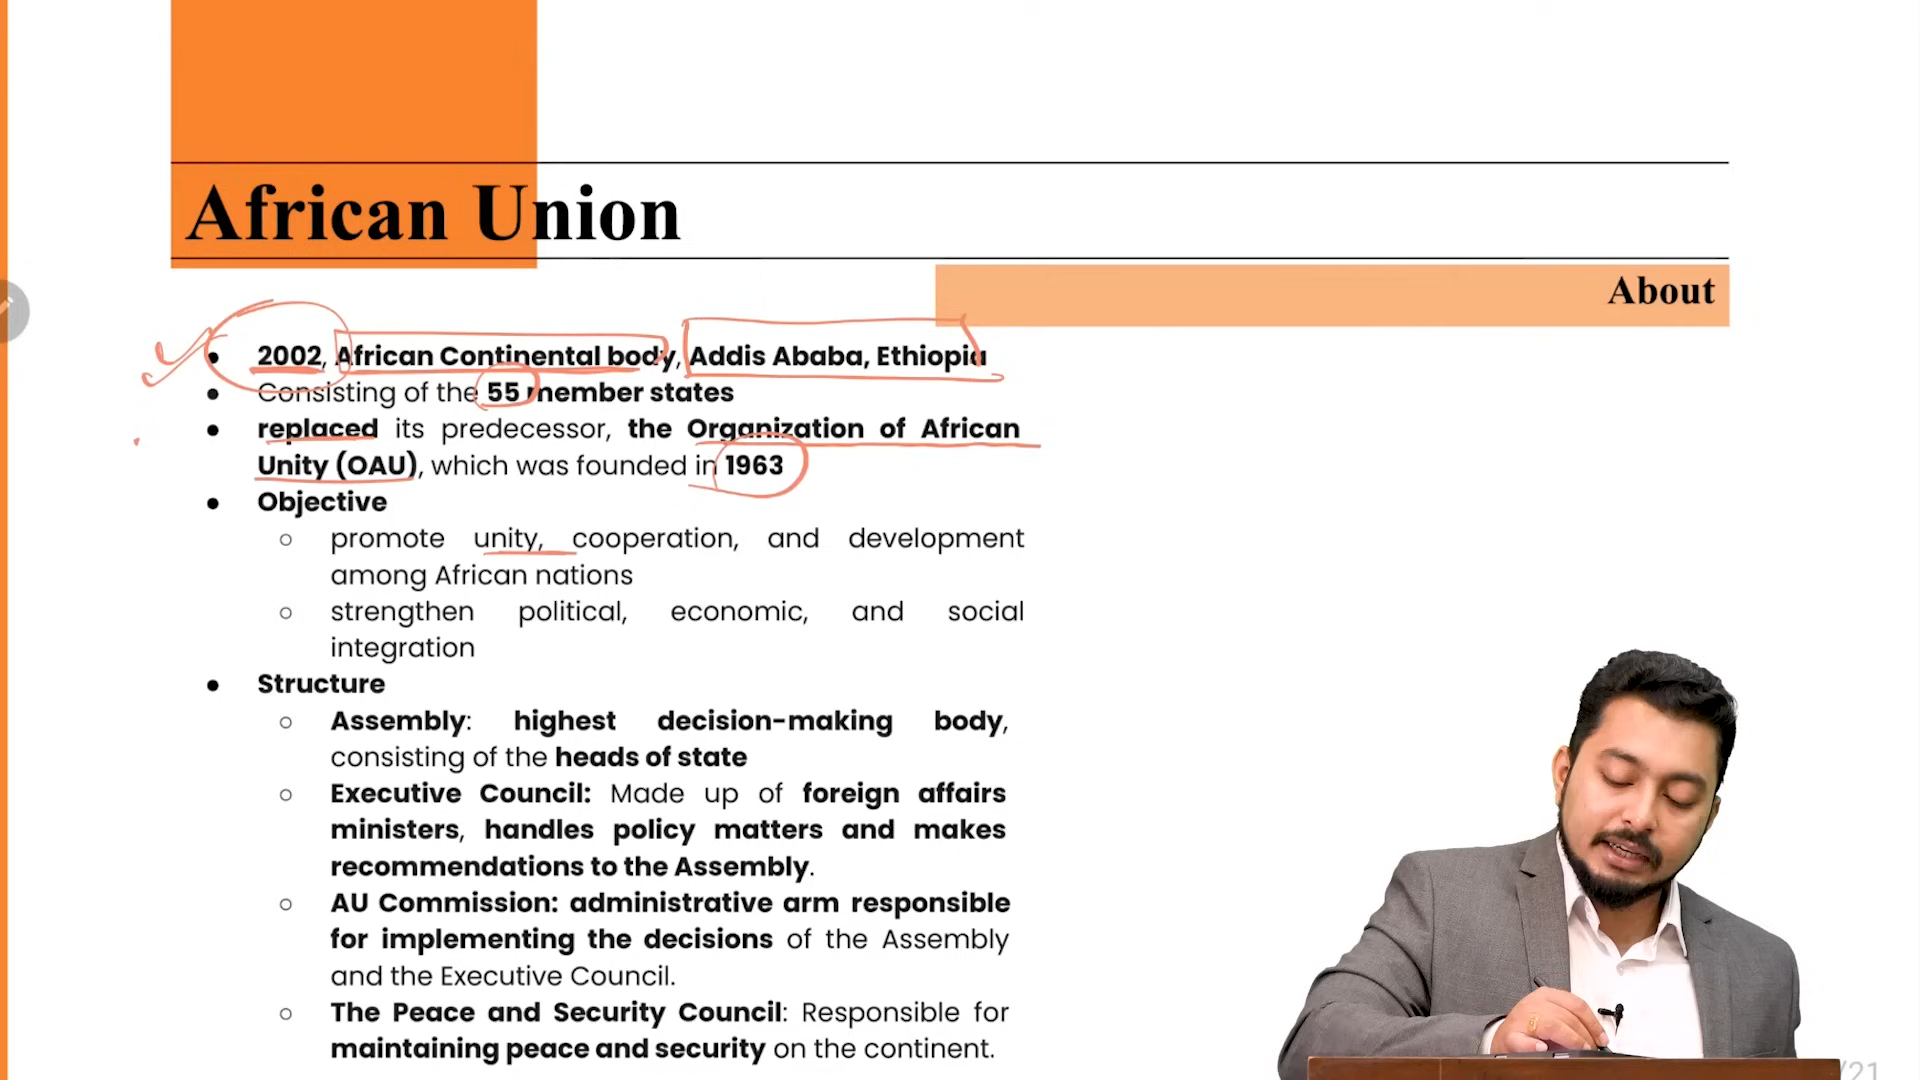 African Union
About
● 2002, African Continental body, Addis Ababa, Ethiopia
● Consisting of the 55 member states
● replaced its predecessor, the Organization of African
Unity (OAU), which was founded in 1963
● Objective
○ promote unity, cooperation, and development
among African nations
○ strengthen political, economic, and social
integration
● Structure
○ Assembly: highest decision-making body,
consisting of the heads of state
○ Executive Council: Made up of foreign affairs
ministers, handles policy matters and makes
recommendations to the Assembly.
○ AU Commission: administrative arm responsible
for implementing the decisions of the Assembly
and the Executive Council.
○ The Peace and Security Council: Responsible for
maintaining peace and security on the continent.
/21